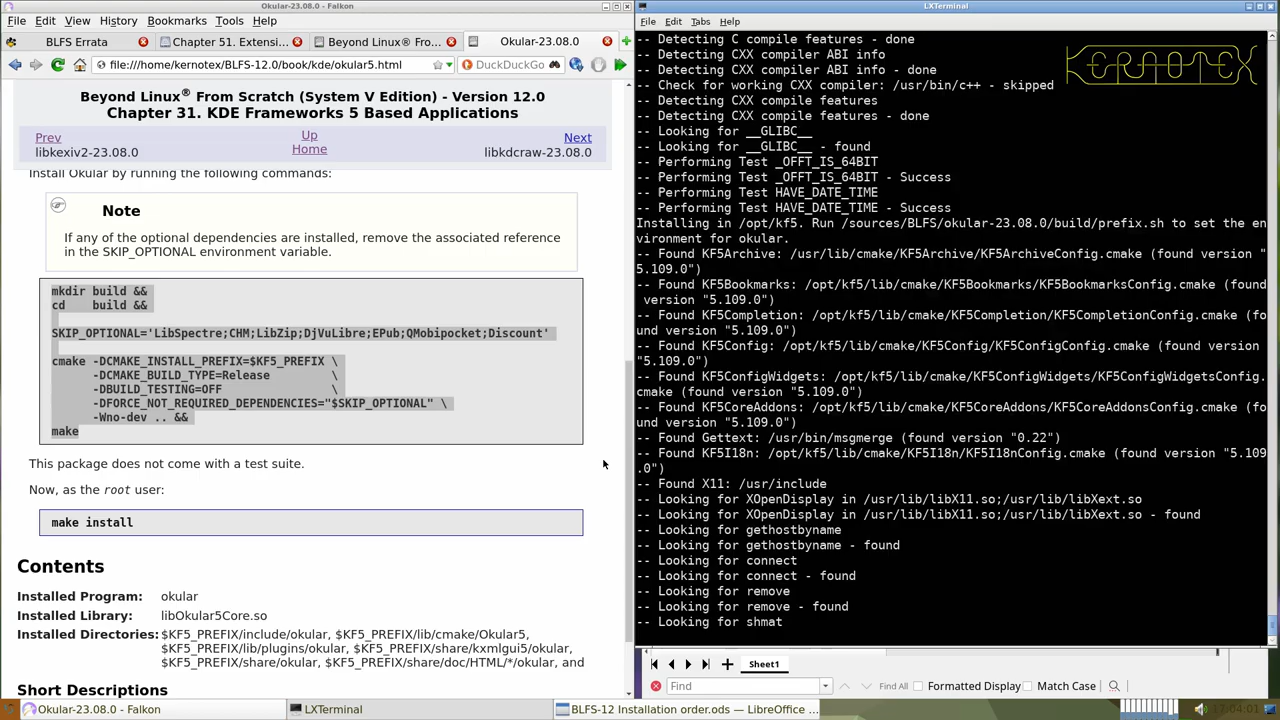 Okular-23.08.0 - Falkon
File Edit View History Bookmarks Tools Help
BLFS Errata
Chapter 51. Extensi...
Beyond Linux® Fro...
Okular-23.08.0
file:///home/kernotex/BLFS-12.0/book/kde/okular5.html
DuckDuckGo
Beyond Linux® From Scratch (System V Edition) - Version 12.0
Chapter 31. KDE Frameworks 5 Based Applications
Prev
Up
Next
libkexiv2-23.08.0
Home
libkdcraw-23.08.0
Install Okular by running the following commands:
Note
If any of the optional dependencies are installed, remove the associated reference
in the SKIP_OPTIONAL environment variable.
mkdir build &&
cd    build &&
SKIP_OPTIONAL='LibSpectre;CHM;LibZip;DjVuLibre;EPub;QMobipocket;Discount'
cmake -DCMAKE_INSTALL_PREFIX=$KF5_PREFIX \
      -DCMAKE_BUILD_TYPE=Release         \
      -DBUILD_TESTING=OFF                \
      -DFORCE_NOT_REQUIRED_DEPENDENCIES="$SKIP_OPTIONAL" \
      -Wno-dev .. &&
make
This package does not come with a test suite.
Now, as the root user:
make install
Contents
Installed Program: okular
Installed Library: libOkular5Core.so
Installed Directories: $KF5_PREFIX/include/okular, $KF5_PREFIX/lib/cmake/Okular5,
$KF5_PREFIX/lib/plugins/okular, $KF5_PREFIX/share/kxmlgui5/okular,
$KF5_PREFIX/share/okular, $KF5_PREFIX/share/doc/HTML/*/okular, and
Short Descriptions
LXTerminal
File Edit Tabs Help
KERNOTEX
-- Detecting C compile features - done
-- Detecting CXX compiler ABI info
-- Detecting CXX compiler ABI info - done
-- Check for working CXX compiler: /usr/bin/c++ - skipped
-- Detecting CXX compile features
-- Detecting CXX compile features - done
-- Looking for __GLIBC__
-- Looking for __GLIBC__ - found
-- Performing Test _OFFT_IS_64BIT
-- Performing Test _OFFT_IS_64BIT - Success
-- Performing Test HAVE_DATE_TIME
-- Performing Test HAVE_DATE_TIME - Success
Installing in /opt/kf5. Run /sources/BLFS/okular-23.08.0/build/prefix.sh to set the en
vironment for okular.
-- Found KF5Archive: /opt/kf5/lib/cmake/KF5Archive/KF5ArchiveConfig.cmake (found version "
5.109.0")
-- Found KF5Bookmarks: /opt/kf5/lib/cmake/KF5Bookmarks/KF5BookmarksConfig.cmake (found
 version "5.109.0")
-- Found KF5Completion: /opt/kf5/lib/cmake/KF5Completion/KF5CompletionConfig.cmake (fo
und version "5.109.0")
-- Found KF5Config: /opt/kf5/lib/cmake/KF5Config/KF5ConfigConfig.cmake (found version
"5.109.0")
-- Found KF5ConfigWidgets: /opt/kf5/lib/cmake/KF5ConfigWidgets/KF5ConfigWidgetsConfig.
cmake (found version "5.109.0")
-- Found KF5CoreAddons: /opt/kf5/lib/cmake/KF5CoreAddons/KF5CoreAddonsConfig.cmake (fo
und version "5.109.0")
-- Found Gettext: /usr/bin/msgmerge (found version "0.22")
-- Found KF5I18n: /opt/kf5/lib/cmake/KF5I18n/KF5I18nConfig.cmake (found version "5.109
.0")
-- Found X11: /usr/include
-- Looking for XOpenDisplay in /usr/lib/libX11.so;/usr/lib/libXext.so
-- Looking for XOpenDisplay in /usr/lib/libX11.so;/usr/lib/libXext.so - found
-- Looking for gethostbyname
-- Looking for gethostbyname - found
-- Looking for connect
-- Looking for connect - found
-- Looking for remove
-- Looking for remove - found
-- Looking for shmat
Sheet1
Find
Find All
Formatted Display
Match Case
Okular-23.08.0 - Falkon
LXTerminal
BLFS-12 Installation order.ods — LibreOffice ...
17:04:01